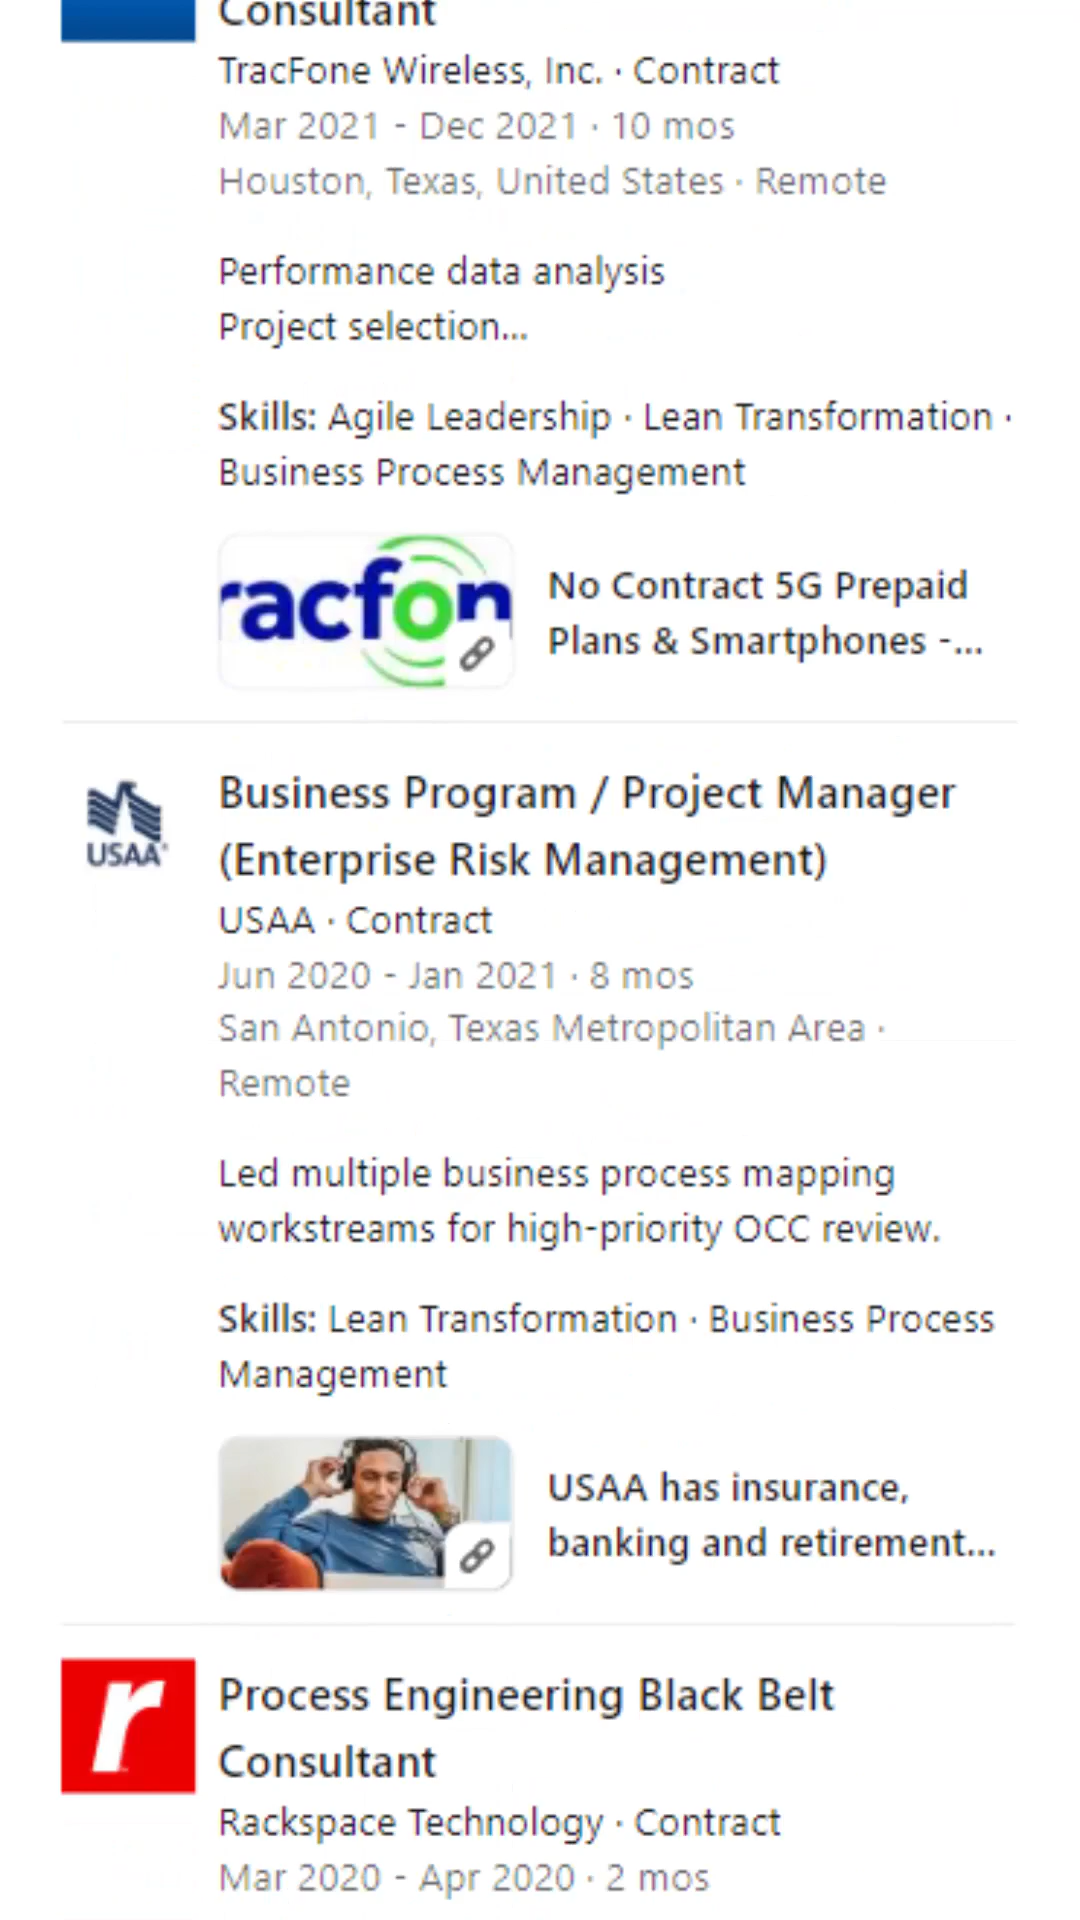 Consultant
TracFone Wireless, Inc. · Contract
Mar 2021 - Dec 2021 · 10 mos
Houston, Texas, United States · Remote
Performance data analysis
Project selection...
Skills: Agile Leadership · Lean Transformation ·
Business Process Management
racfon
No Contract 5G Prepaid
Plans & Smartphones -...
USAA
Business Program / Project Manager
(Enterprise Risk Management)
USAA · Contract
Jun 2020 - Jan 2021 · 8 mos
San Antonio, Texas Metropolitan Area ·
Remote
Led multiple business process mapping
workstreams for high-priority OCC review.
Skills: Lean Transformation · Business Process
Management
USAA has insurance,
banking and retirement...
r
Process Engineering Black Belt
Consultant
Rackspace Technology · Contract
Mar 2020 - Apr 2020 · 2 mos